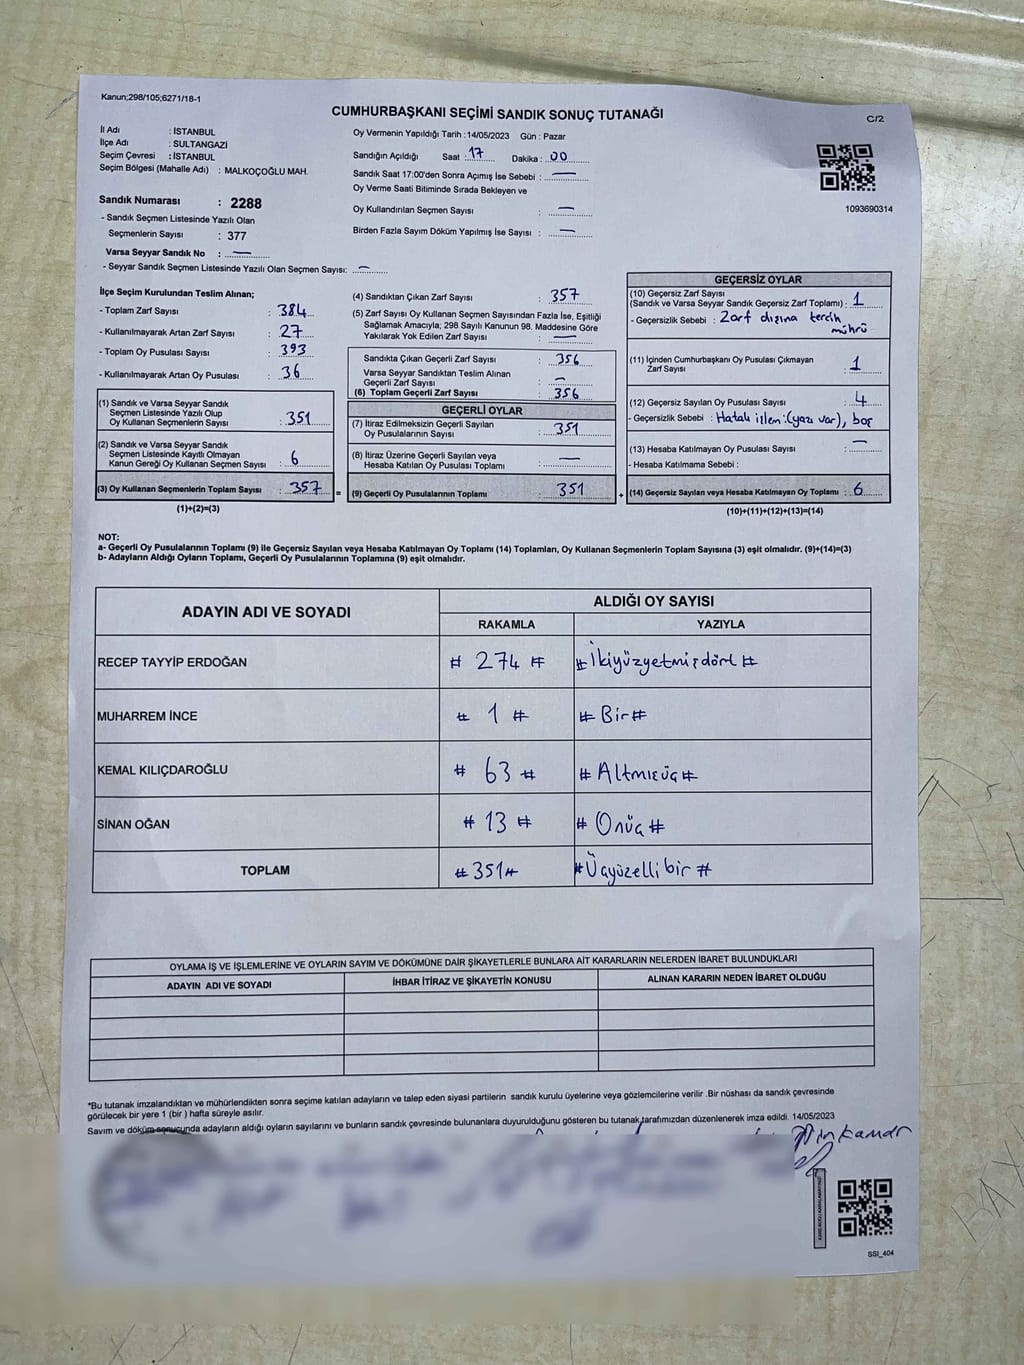 Kanun;298/105;6271/18-1
CUMHURBAŞKANI SEÇİMİ SANDIK SONUÇ TUTANAĞI
C/2
İl Adı : İSTANBUL
İlçe Adı : SULTANGAZİ
Seçim Çevresi : İSTANBUL
Seçim Bölgesi (Mahalle Adı) : MALKOÇOĞLU MAH.
Sandık Numarası : 2288
- Sandık Seçmen Listesinde Yazılı Olan
Seçmenlerin Sayısı : 377
Varsa Seyyar Sandık No : —
- Seyyar Sandık Seçmen Listesinde Yazılı Olan Seçmen Sayısı: —
Oy Vermenin Yapıldığı Tarih : 14/05/2023 Gün : Pazar
Sandığın Açıldığı Saat : 17 Dakika : 00
Sandık Saat 17:00'den Sonra Açımış İse Sebebi : —
Oy Verme Saati Bitiminde Sırada Bekleyen ve
Oy Kullandırılan Seçmen Sayısı : —
Birden Fazla Sayım Döküm Yapılmış İse Sayısı : —
1093690314
İlçe Seçim Kurulundan Teslim Alınan;
- Toplam Zarf Sayısı : 384
- Kullanılmayarak Artan Zarf Sayısı : 27
- Toplam Oy Pusulası Sayısı : 393
- Kullanılmayarak Artan Oy Pusulası : 36
(1) Sandık ve Varsa Seyyar Sandık
Seçmen Listesinde Yazılı Olup
Oy Kullanan Seçmenlerin Sayısı : 351
(2) Sandık ve Varsa Seyyar Sandık
Seçmen Listesinde Kayıtlı Olmayan
Kanun Gereği Oy Kullanan Seçmen Sayısı : 6
(3) Oy Kullanan Seçmenlerin Toplam Sayısı : 357 =
(1)+(2)=(3)
(4) Sandıktan Çıkan Zarf Sayısı : 357
(5) Zarf Sayısı Oy Kullanan Seçmen Sayısından Fazla İse, Eşitliği
Sağlamak Amacıyla; 298 Sayılı Kanunun 98. Maddesine Göre
Yakılarak Yok Edilen Zarf Sayısı : —
Sandıkta Çıkan Geçerli Zarf Sayısı : 356
Varsa Seyyar Sandıktan Teslim Alınan
Geçerli Zarf Sayısı : —
(6) Toplam Geçerli Zarf Sayısı : 356
GEÇERLİ OYLAR
(7) İtiraz Edilmeksizin Geçerli Sayılan
Oy Pusulalarının Sayısı : 351
(8) İtiraz Üzerine Geçerli Sayılan veya
Hesaba Katılan Oy Pusulası Toplamı : —
(9) Geçerli Oy Pusulalarının Toplamı : 351 +
GEÇERSİZ OYLAR
(10) Geçersiz Zarf Sayısı
(Sandık ve Varsa Seyyar Sandık Geçersiz Zarf Toplamı) : 1
- Geçersizlik Sebebi : Zarf dışına tercih
mührü
(11) İçinden Cumhurbaşkanı Oy Pusulası Çıkmayan
Zarf Sayısı : 1
(12) Geçersiz Sayılan Oy Pusulası Sayısı : 4
- Geçersizlik Sebebi : Hatalı işlem:(yazı var), boş
(13) Hesaba Katılmayan Oy Pusulası Sayısı : —
- Hesaba Katılmama Sebebi :
(14) Geçersiz Sayılan veya Hesaba Katılmayan Oy Toplamı : 6
(10)+(11)+(12)+(13)=(14)
NOT:
a- Geçerli Oy Pusulalarının Toplamı (9) ile Geçersiz Sayılan veya Hesaba Katılmayan Oy Toplamı (14) Toplamları, Oy Kullanan Seçmenlerin Toplam Sayısına (3) eşit olmalıdır. (9)+(14)=(3)
b- Adayların Aldığı Oyların Toplamı, Geçerli Oy Pusulalarının Toplamına (9) eşit olmalıdır.
ADAYIN ADI VE SOYADI ALDIĞI OY SAYISI
RAKAMLA YAZIYLA
RECEP TAYYİP ERDOĞAN # 274 # # İkiyüzyetmişdört #
MUHARREM İNCE # 1 # # Bir #
KEMAL KILIÇDAROĞLU # 63 # # Altmışüç #
SİNAN OĞAN # 13 # # Onüç #
TOPLAM # 351 # # Üçyüzellibir #
OYLAMA İŞ VE İŞLEMLERİNE VE OYLARIN SAYIM VE DÖKÜMÜNE DAİR ŞİKAYETLERLE BUNLARA AİT KARARLARIN NELERDEN İBARET BULUNDUKLARI
ADAYIN ADI VE SOYADI İHBAR İTİRAZ VE ŞİKAYETİN KONUSU ALINAN KARARIN NEDEN İBARET OLDUĞU
*Bu tutanak imzalandıktan ve mühürlendikten sonra seçime katılan adayların ve talep eden siyasi partilerin sandık kurulu üyelerine veya gözlemcilerine verilir .Bir nüshası da sandık çevresinde
görülecek bir yere 1 (bir ) hafta süreyle asılır.
Sayım ve döküm sonucunda adayların aldığı oyların sayılarını ve bunların sandık çevresinde bulunanlara duyurulduğunu gösteren bu tutanak,tarafımızdan düzenlenerek imza edildi. 14/05/2023
SSI_404